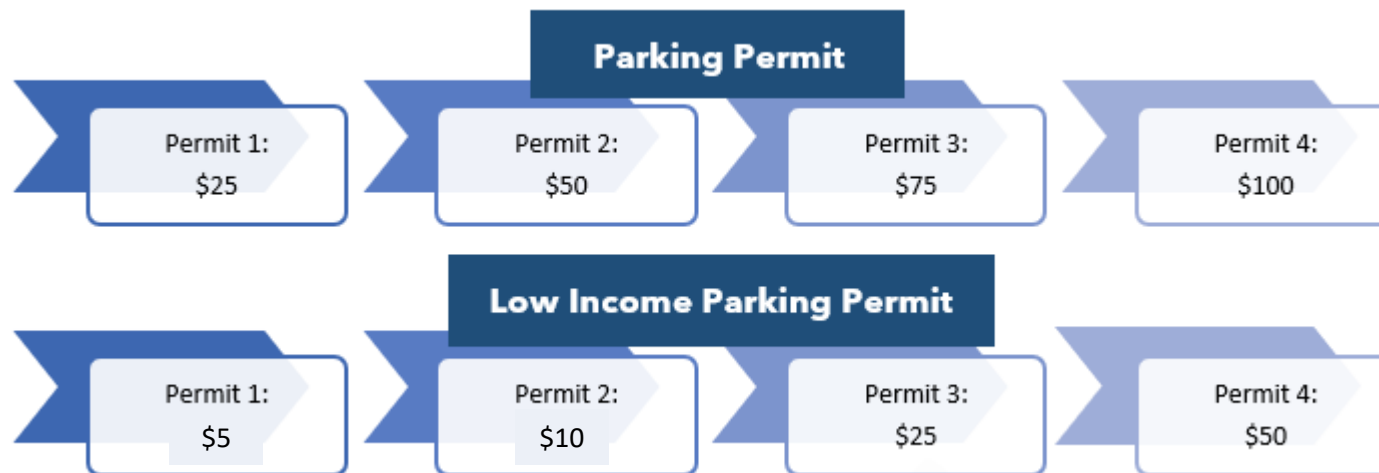 Parking Permit
Permit 1:
$25
Permit 2:
$50
Permit 3:
$75
Permit 4:
$100
Low Income Parking Permit
Permit 1:
$5
Permit 2:
$10
Permit 3:
$25
Permit 4:
$50